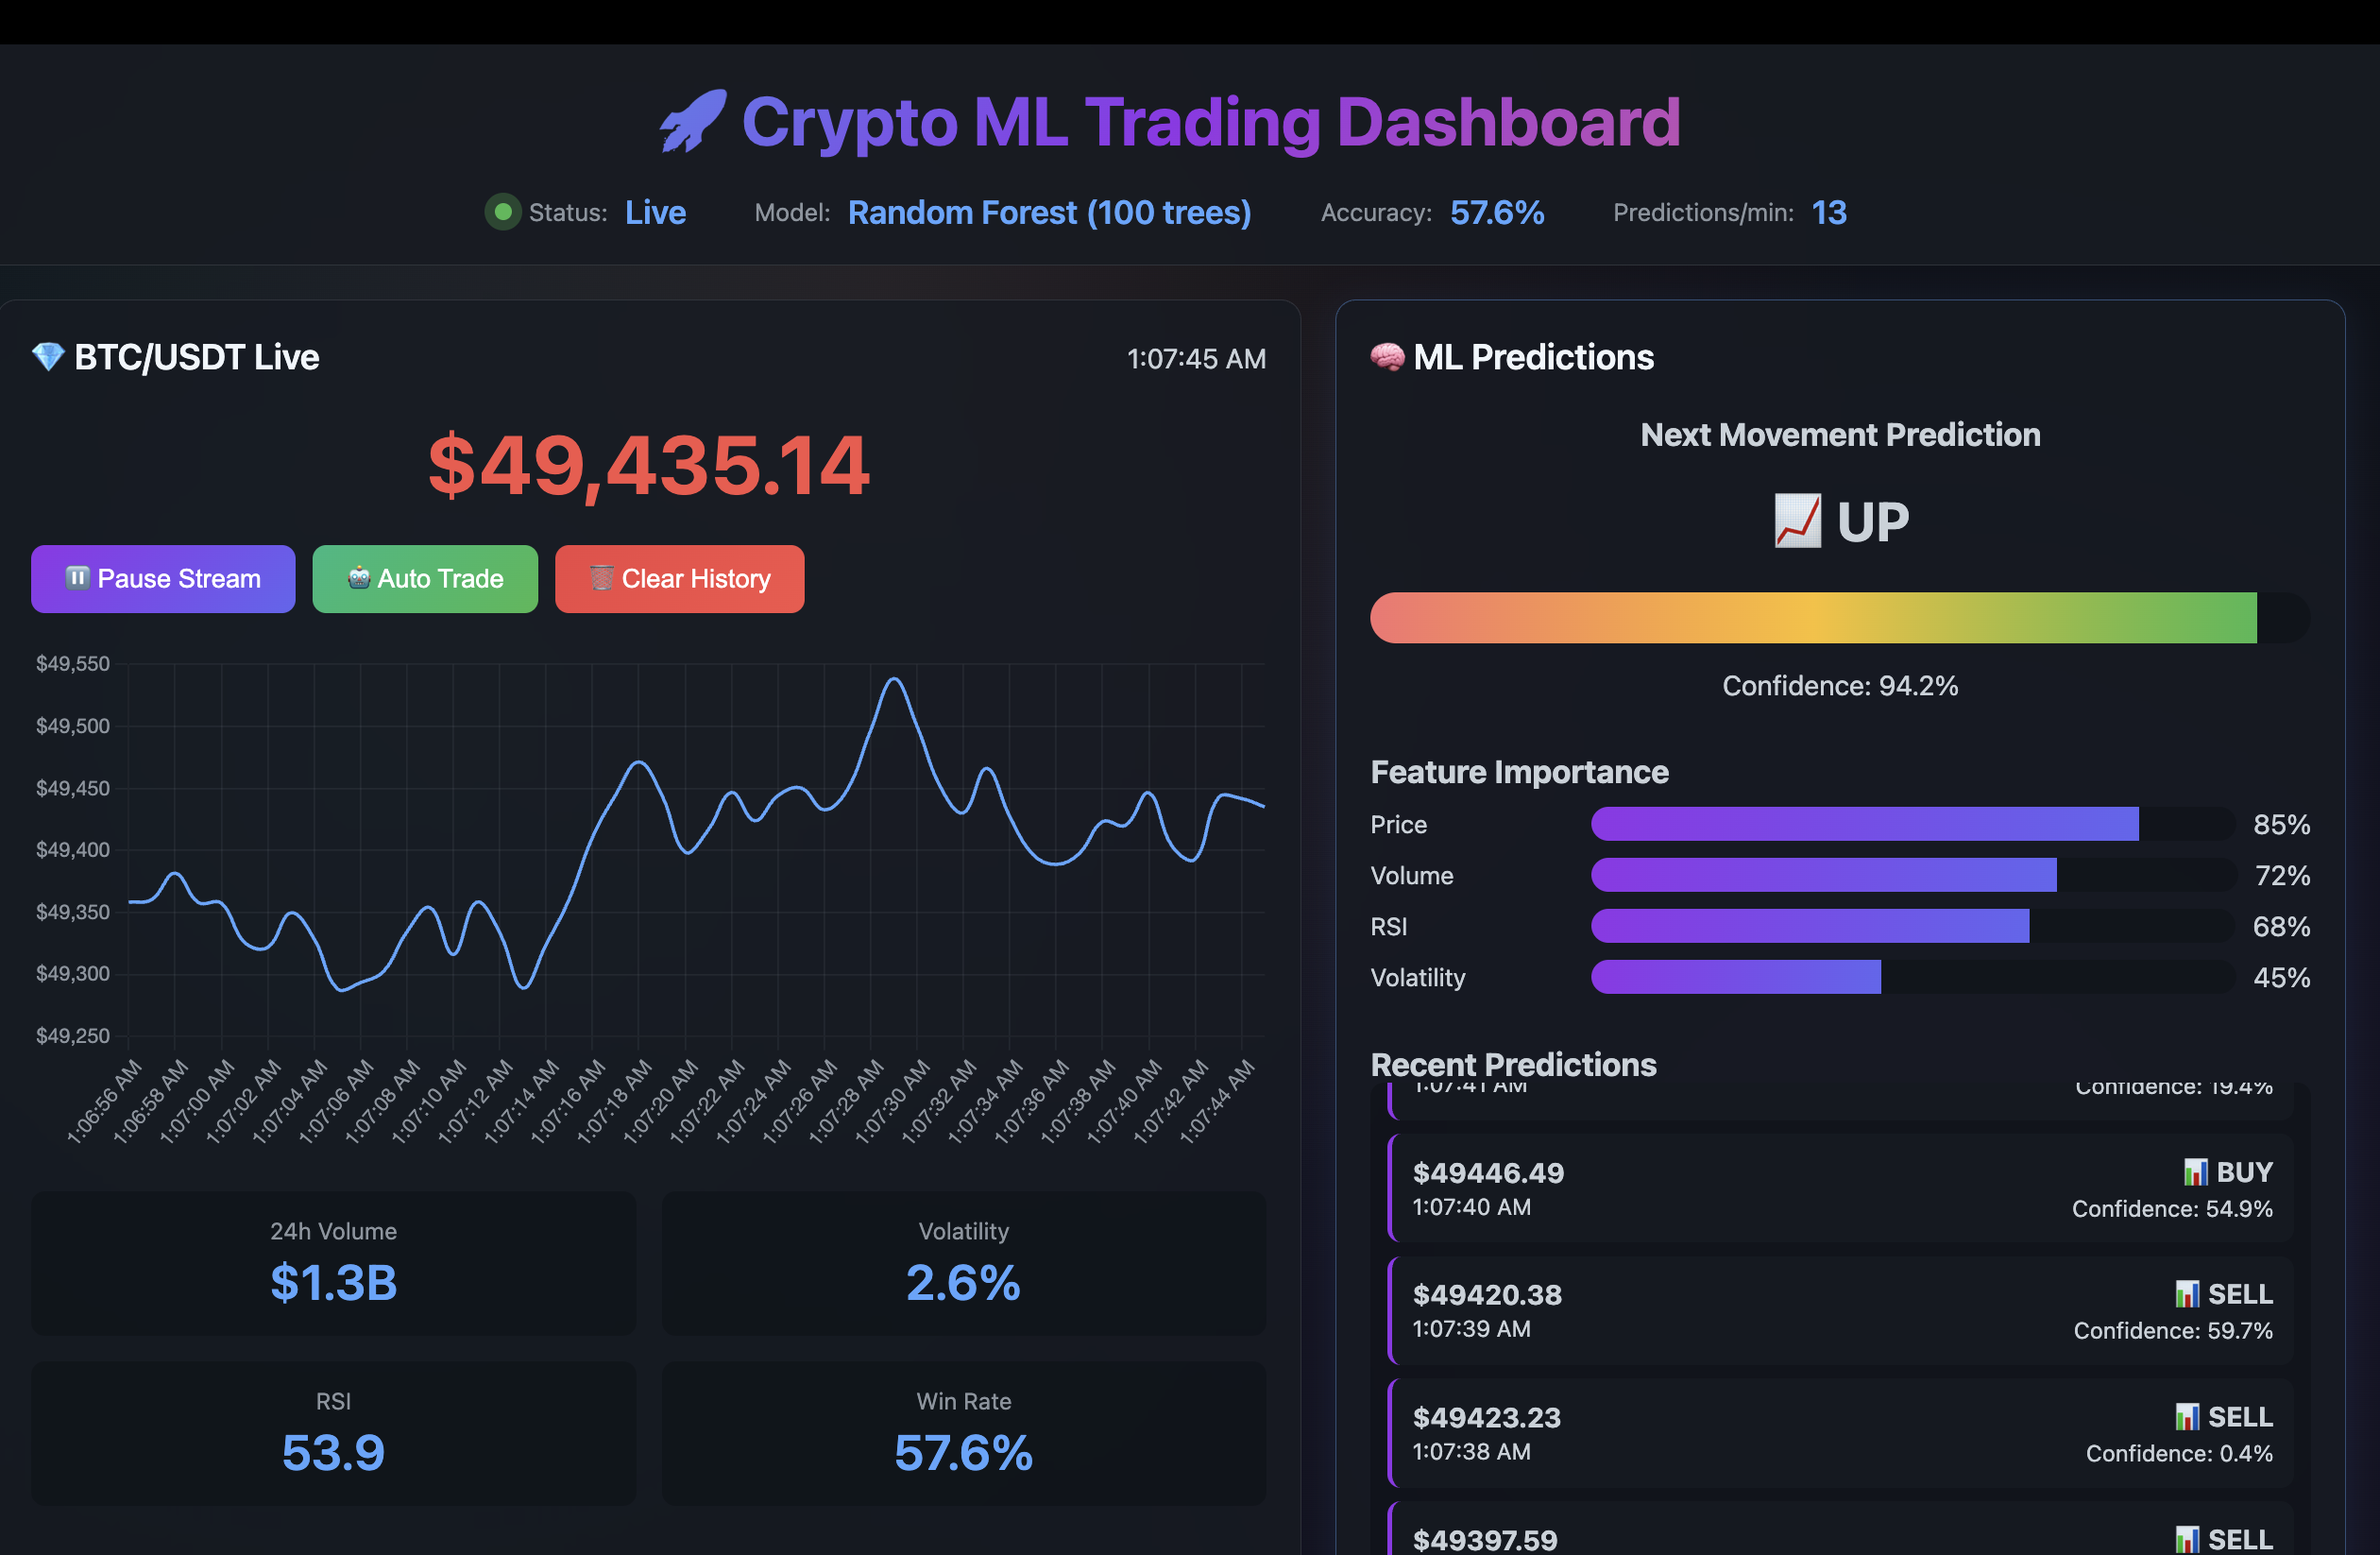 🚀 Crypto ML Trading Dashboard
Status: Live Model: Random Forest (100 trees) Accuracy: 57.6% Predictions/min: 13
💎 BTC/USDT Live
1:07:45 AM
$49,435.14
⏸️ Pause Stream
🤖 Auto Trade
🗑️ Clear History
$49,550
$49,500
$49,450
$49,400
$49,350
$49,300
$49,250
1:06:56 AM
1:06:58 AM
1:07:00 AM
1:07:02 AM
1:07:04 AM
1:07:06 AM
1:07:08 AM
1:07:10 AM
1:07:12 AM
1:07:14 AM
1:07:16 AM
1:07:18 AM
1:07:20 AM
1:07:22 AM
1:07:24 AM
1:07:26 AM
1:07:28 AM
1:07:30 AM
1:07:32 AM
1:07:34 AM
1:07:36 AM
1:07:38 AM
1:07:40 AM
1:07:42 AM
1:07:44 AM
24h Volume
$1.3B
Volatility
2.6%
RSI
53.9
Win Rate
57.6%
🧠 ML Predictions
Next Movement Prediction
📈 UP
Confidence: 94.2%
Feature Importance
Price 85%
Volume 72%
RSI 68%
Volatility 45%
Recent Predictions
1:07:41 AM Confidence: 19.4%
$49446.49 📊 BUY
1:07:40 AM Confidence: 54.9%
$49420.38 📊 SELL
1:07:39 AM Confidence: 59.7%
$49423.23 📊 SELL
1:07:38 AM Confidence: 0.4%
$49397.59 📊 SELL